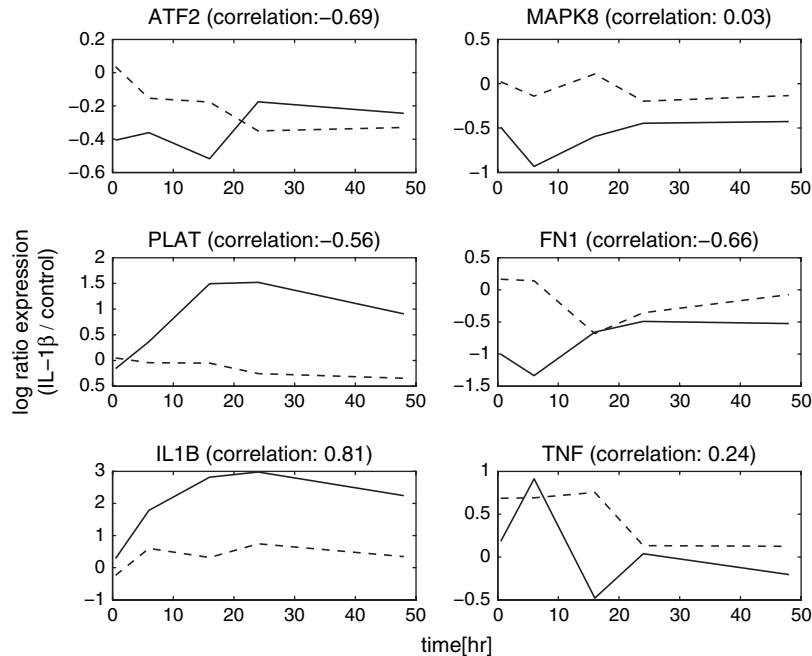 ATF2 (correlation:−0.69)
0.2
0
−0.2
−0.4
−0.6
0 10 20 30 40 50
MAPK8 (correlation: 0.03)
0.5
0
−0.5
−1
0 10 20 30 40 50
log ratio expression
(IL−1β / control)
PLAT (correlation:−0.56)
2
1.5
1
0.5
0
0.5
0 10 20 30 40 50
FN1 (correlation:−0.66)
0.5
0
−0.5
−1
−1.5
0 10 20 30 40 50
IL1B (correlation: 0.81)
3
2
1
0
−1
0 10 20 30 40 50
TNF (correlation: 0.24)
1
0.5
0
−0.5
0 10 20 30 40 50
time[hr]